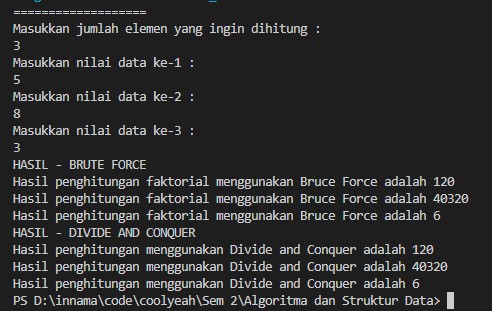 ===================
Masukkan jumlah elemen yang ingin dihitung :
3
Masukkan nilai data ke-1 :
5
Masukkan nilai data ke-2 :
8
Masukkan nilai data ke-3 :
3
HASIL - BRUTE FORCE
Hasil penghitungan faktorial menggunakan Bruce Force adalah 120
Hasil penghitungan faktorial menggunakan Bruce Force adalah 40320
Hasil penghitungan faktorial menggunakan Bruce Force adalah 6
HASIL - DIVIDE AND CONQUER
Hasil penghitungan menggunakan Divide and Conquer adalah 120
Hasil penghitungan menggunakan Divide and Conquer adalah 40320
Hasil penghitungan menggunakan Divide and Conquer adalah 6
PS D:\innama\code\coolyeah\Sem 2\Algoritma dan Struktur Data>